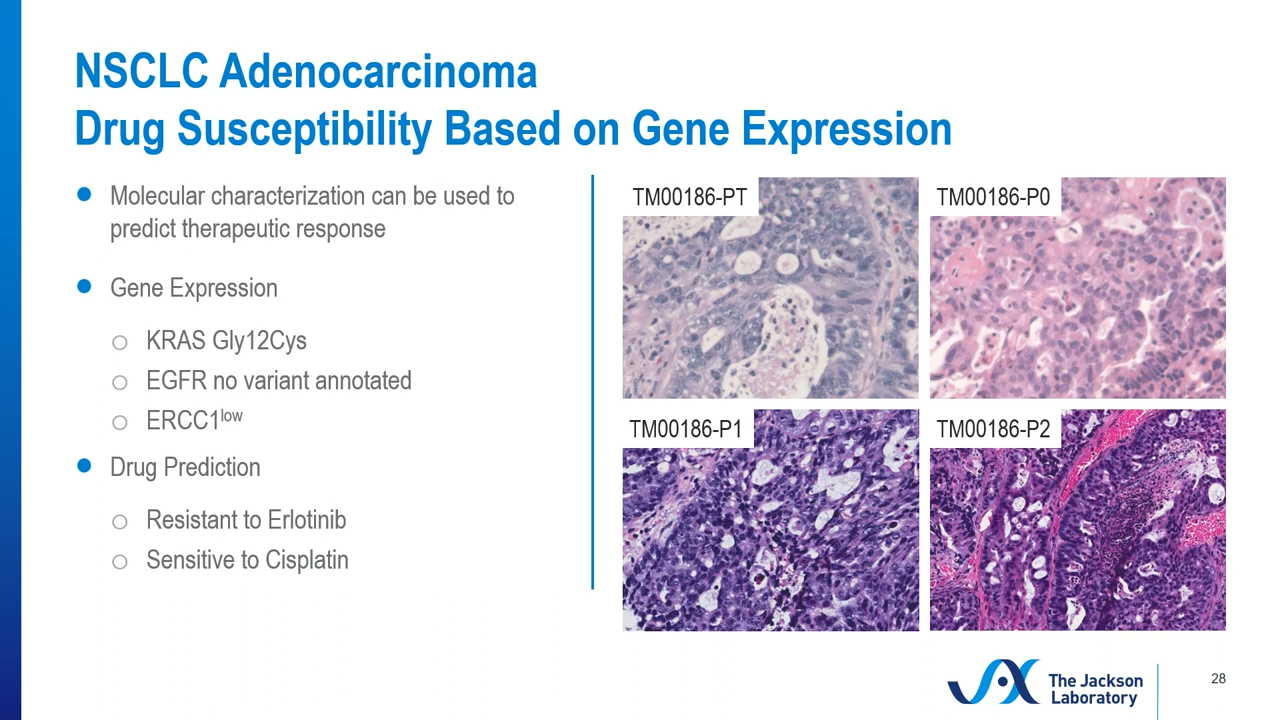 NSCLC Adenocarcinoma
Drug Susceptibility Based on Gene Expression
Molecular characterization can be used to
predict therapeutic response
Gene Expression
KRAS Gly12Cys
EGFR no variant annotated
ERCC1low
Drug Prediction
Resistant to Erlotinib
Sensitive to Cisplatin
TM00186-PT
TM00186-P0
TM00186-P1
TM00186-P2
The Jackson
Laboratory
28